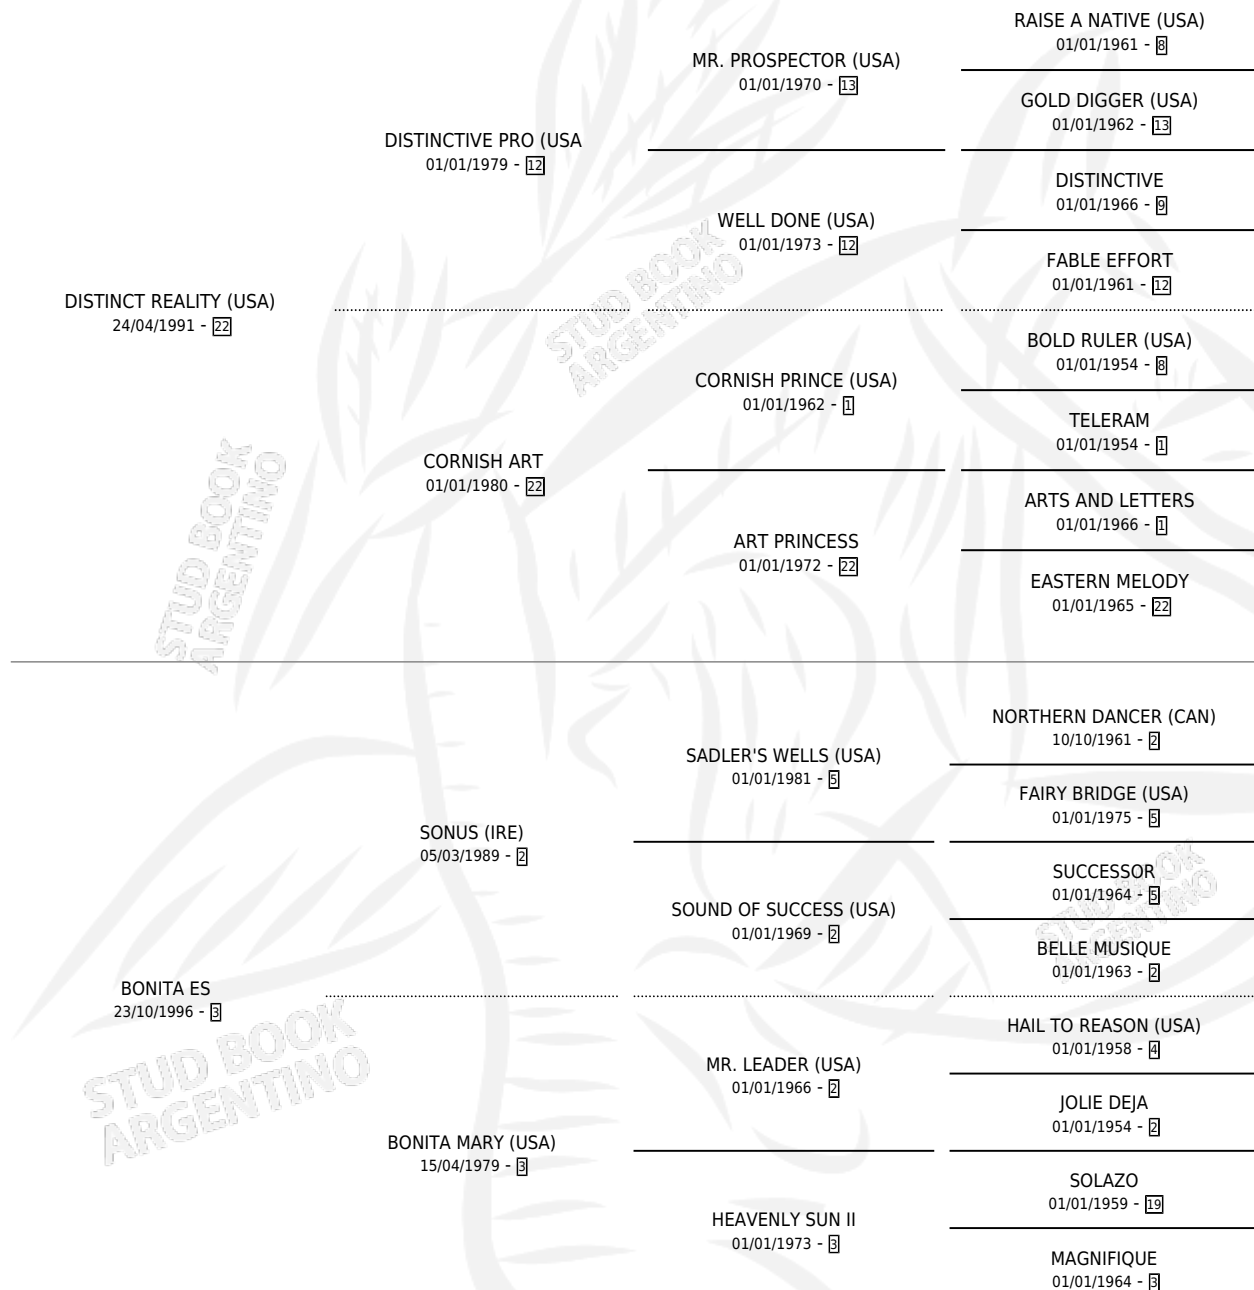 RAISE A NATIVE (USA)
01/01/1961 - 8
MR. PROSPECTOR (USA)
01/01/1970 - 13
GOLD DIGGER (USA)
01/01/1962 - 13
DISTINCTIVE PRO (USA
01/01/1979 - 12
DISTINCTIVE
01/01/1966 - 9
WELL DONE (USA)
01/01/1973 - 12
FABLE EFFORT
01/01/1961 - 12
DISTINCT REALITY (USA)
24/04/1991 - 22
BOLD RULER (USA)
01/01/1954 - 8
CORNISH PRINCE (USA)
01/01/1962 - 1
TELERAM
01/01/1954 - 1
CORNISH ART
01/01/1980 - 22
ARTS AND LETTERS
01/01/1966 - 1
ART PRINCESS
01/01/1972 - 22
EASTERN MELODY
01/01/1965 - 22
STUD BOOK
ARGENTINO
STUD BOOK
ARGENTINO
NORTHERN DANCER (CAN)
10/10/1961 - 2
SADLER'S WELLS (USA)
01/01/1981 - 5
FAIRY BRIDGE (USA)
01/01/1975 - 5
SONUS (IRE)
05/03/1989 - 2
SUCCESSOR
01/01/1964 - 5
SOUND OF SUCCESS (USA)
01/01/1969 - 2
BELLE MUSIQUE
01/01/1963 - 2
BONITA ES
23/10/1996 - 3
HAIL TO REASON (USA)
01/01/1958 - 4
MR. LEADER (USA)
01/01/1966 - 2
JOLIE DEJA
01/01/1954 - 2
BONITA MARY (USA)
15/04/1979 - 3
SOLAZO
01/01/1959 - 19
HEAVENLY SUN II
01/01/1973 - 3
MAGNIFIQUE
01/01/1964 - 3
STUD BOOK
ARGENTINO
STUD BOOK
ARGENTINO